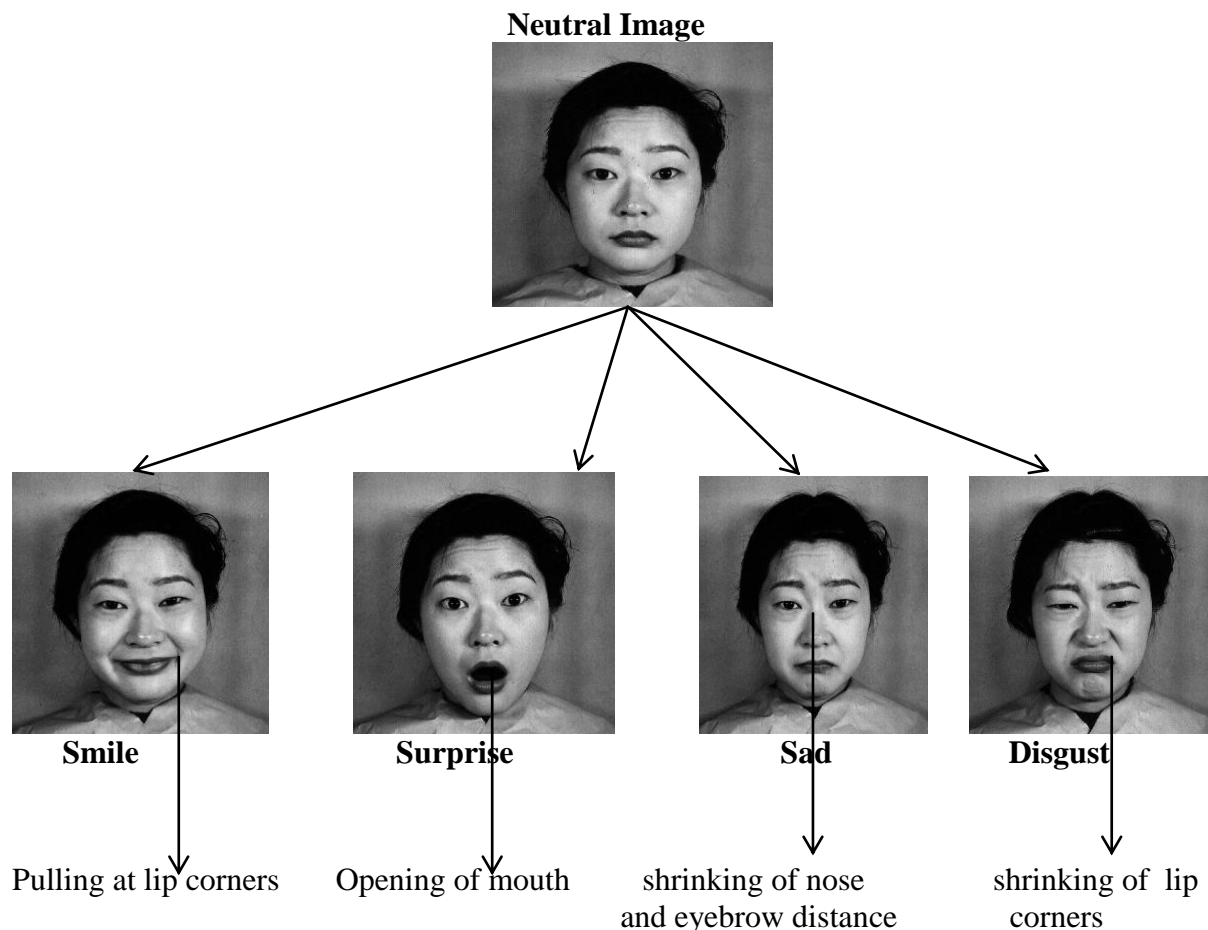 Neutral Image
Smile
Surprise
Sad
Disgust
Pulling at lip corners
Opening of mouth
shrinking of nose
and eyebrow distance
shrinking of lip
corners